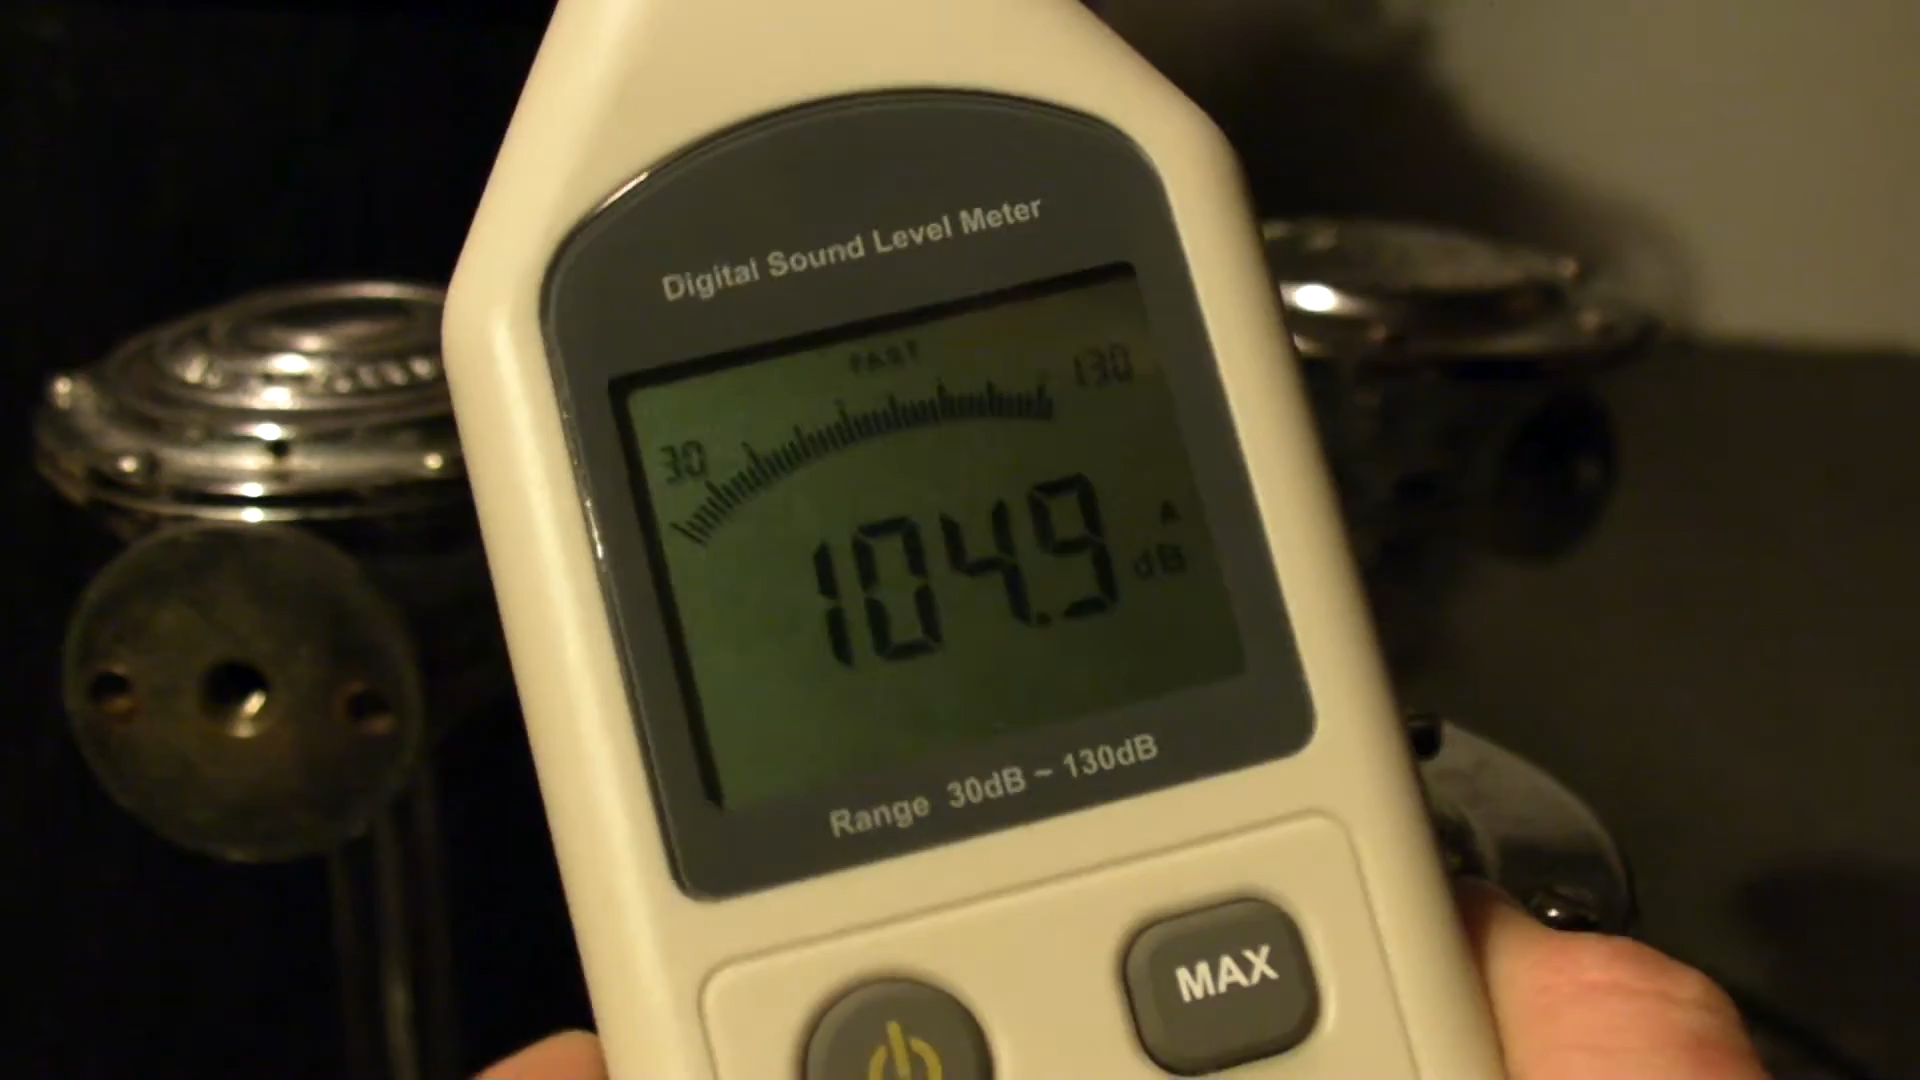 Digital Sound Level Meter
FAST
30 130
104.9 A dB
Range 30dB ~ 130dB
MAX